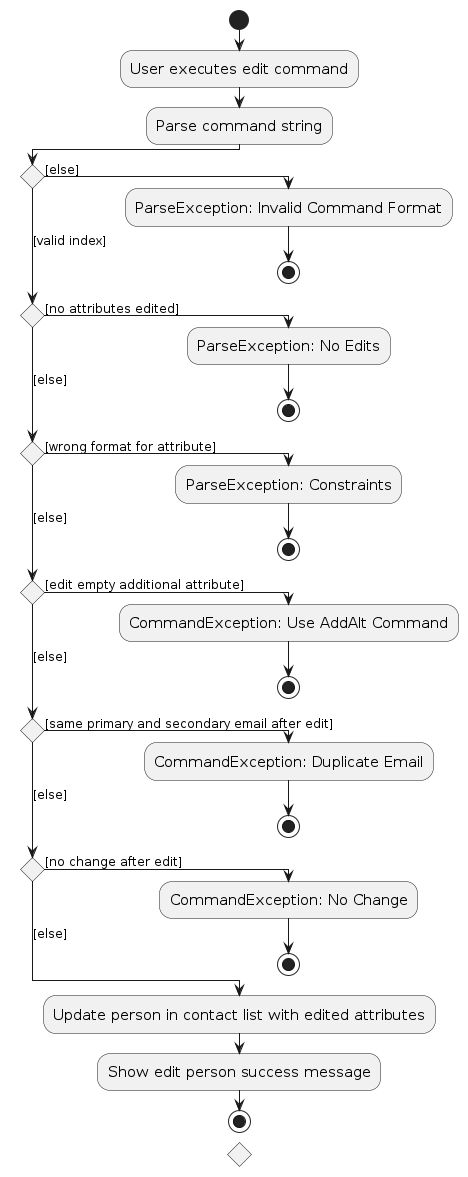 User executes edit command
Parse command string
[else]
ParseException: Invalid Command Format
[valid index]
[no attributes edited]
ParseException: No Edits
[else]
[wrong format for attribute]
ParseException: Constraints
[else]
[edit empty additional attribute]
CommandException: Use AddAlt Command
[else]
[same primary and secondary email after edit]
CommandException: Duplicate Email
[else]
[no change after edit]
CommandException: No Change
[else]
Update person in contact list with edited attributes
Show edit person success message